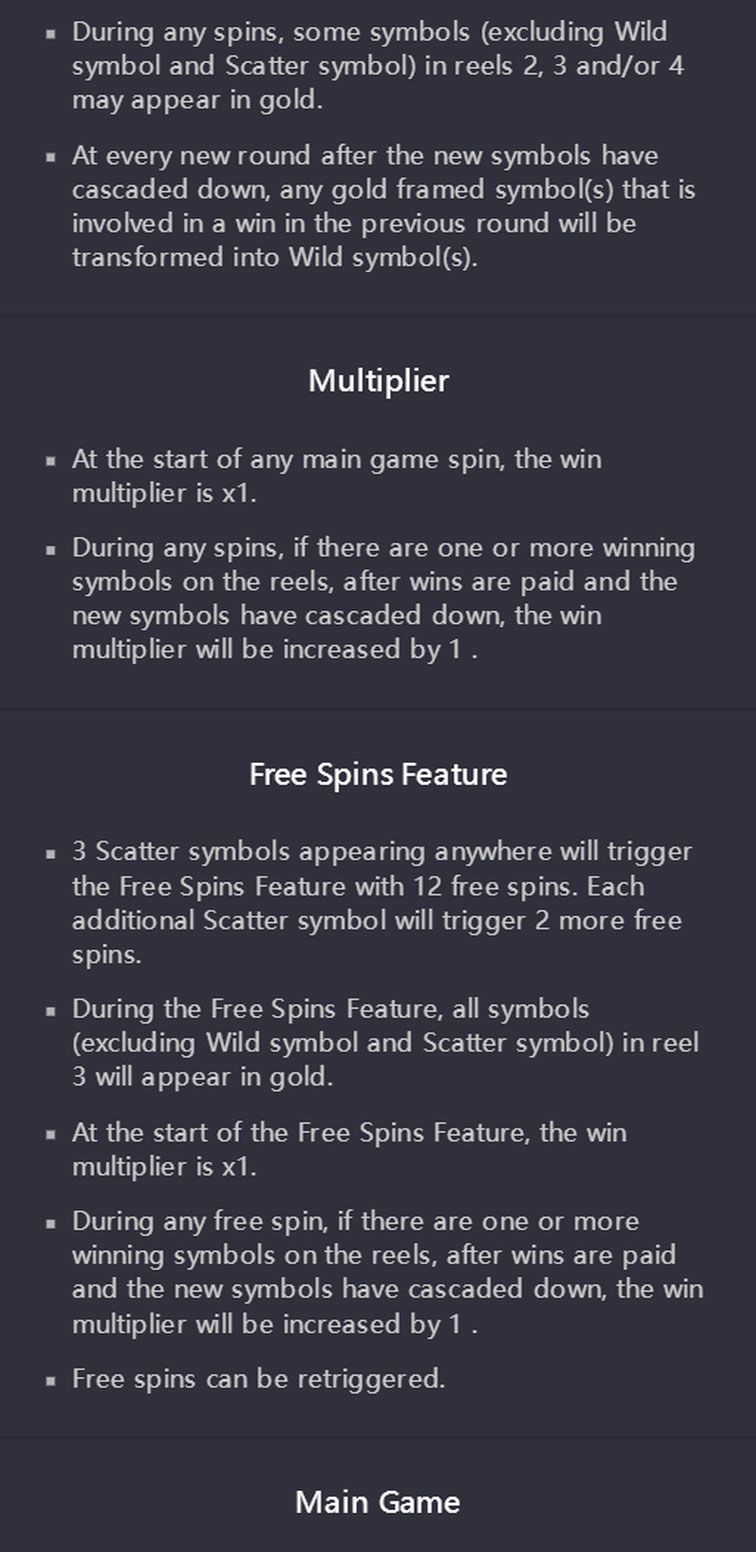 ▪ During any spins, some symbols (excluding Wild
symbol and Scatter symbol) in reels 2, 3 and/or 4
may appear in gold.
▪ At every new round after the new symbols have
cascaded down, any gold framed symbol(s) that is
involved in a win in the previous round will be
transformed into Wild symbol(s).
Multiplier
▪ At the start of any main game spin, the win
multiplier is x1.
▪ During any spins, if there are one or more winning
symbols on the reels, after wins are paid and the
new symbols have cascaded down, the win
multiplier will be increased by 1 .
Free Spins Feature
▪ 3 Scatter symbols appearing anywhere will trigger
the Free Spins Feature with 12 free spins. Each
additional Scatter symbol will trigger 2 more free
spins.
▪ During the Free Spins Feature, all symbols
(excluding Wild symbol and Scatter symbol) in reel
3 will appear in gold.
▪ At the start of the Free Spins Feature, the win
multiplier is x1.
▪ During any free spin, if there are one or more
winning symbols on the reels, after wins are paid
and the new symbols have cascaded down, the win
multiplier will be increased by 1 .
▪ Free spins can be retriggered.
Main Game